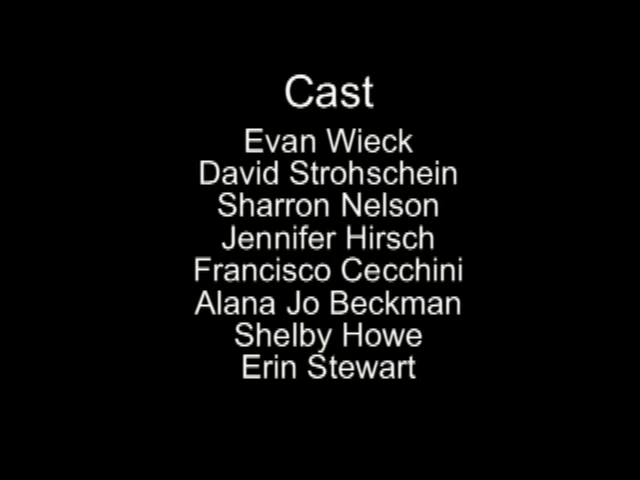 Cast
Evan Wieck
David Strohschein
Sharron Nelson
Jennifer Hirsch
Francisco Cecchini
Alana Jo Beckman
Shelby Howe
Erin Stewart